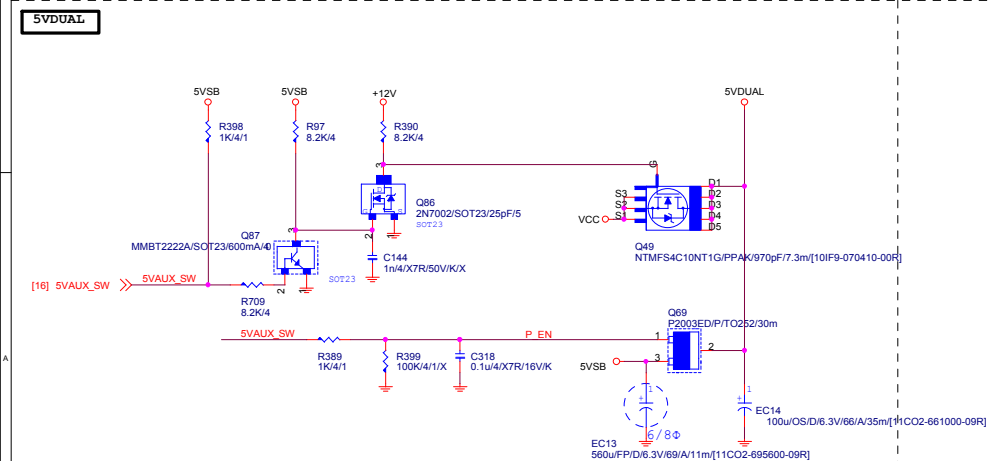 5VDUAL
5VSB
5VSB
+12V
5VDUAL
R398
1K/4/1
R97
8.2K/4
R390
8.2K/4
3
G
Q86
2N7002/SOT23/25pF/5
SOT23
G
S
2
1
S3
S2
S1
VCC
D1
D2
D3
D4
D5
Q49
NTMFS4C10NT1G/PPAK/970pF/7.3m/[10IF9-070410-00R]
3
Q87
MMBT2222A/SOT23/600mA/40
SOT23
2
1
C144
1n/4/X7R/50V/K/X
[16] 5VAUX_SW
5VAUX_SW
R709
8.2K/4
5VAUX_SW
R389
1K/4/1
R399
100K/4/1/X
C318
0.1u/4/X7R/16V/K
P_EN
Q69
P2003ED/P/TO252/30m
1
3
2
5VSB
+
1
6/8Φ
EC13
560u/FP/D/6.3V/69/A/11m/[11CO2-695600-09R]
+
1
EC14
100u/OS/D/6.3V/66/A/35m/[11CO2-661000-09R]
A